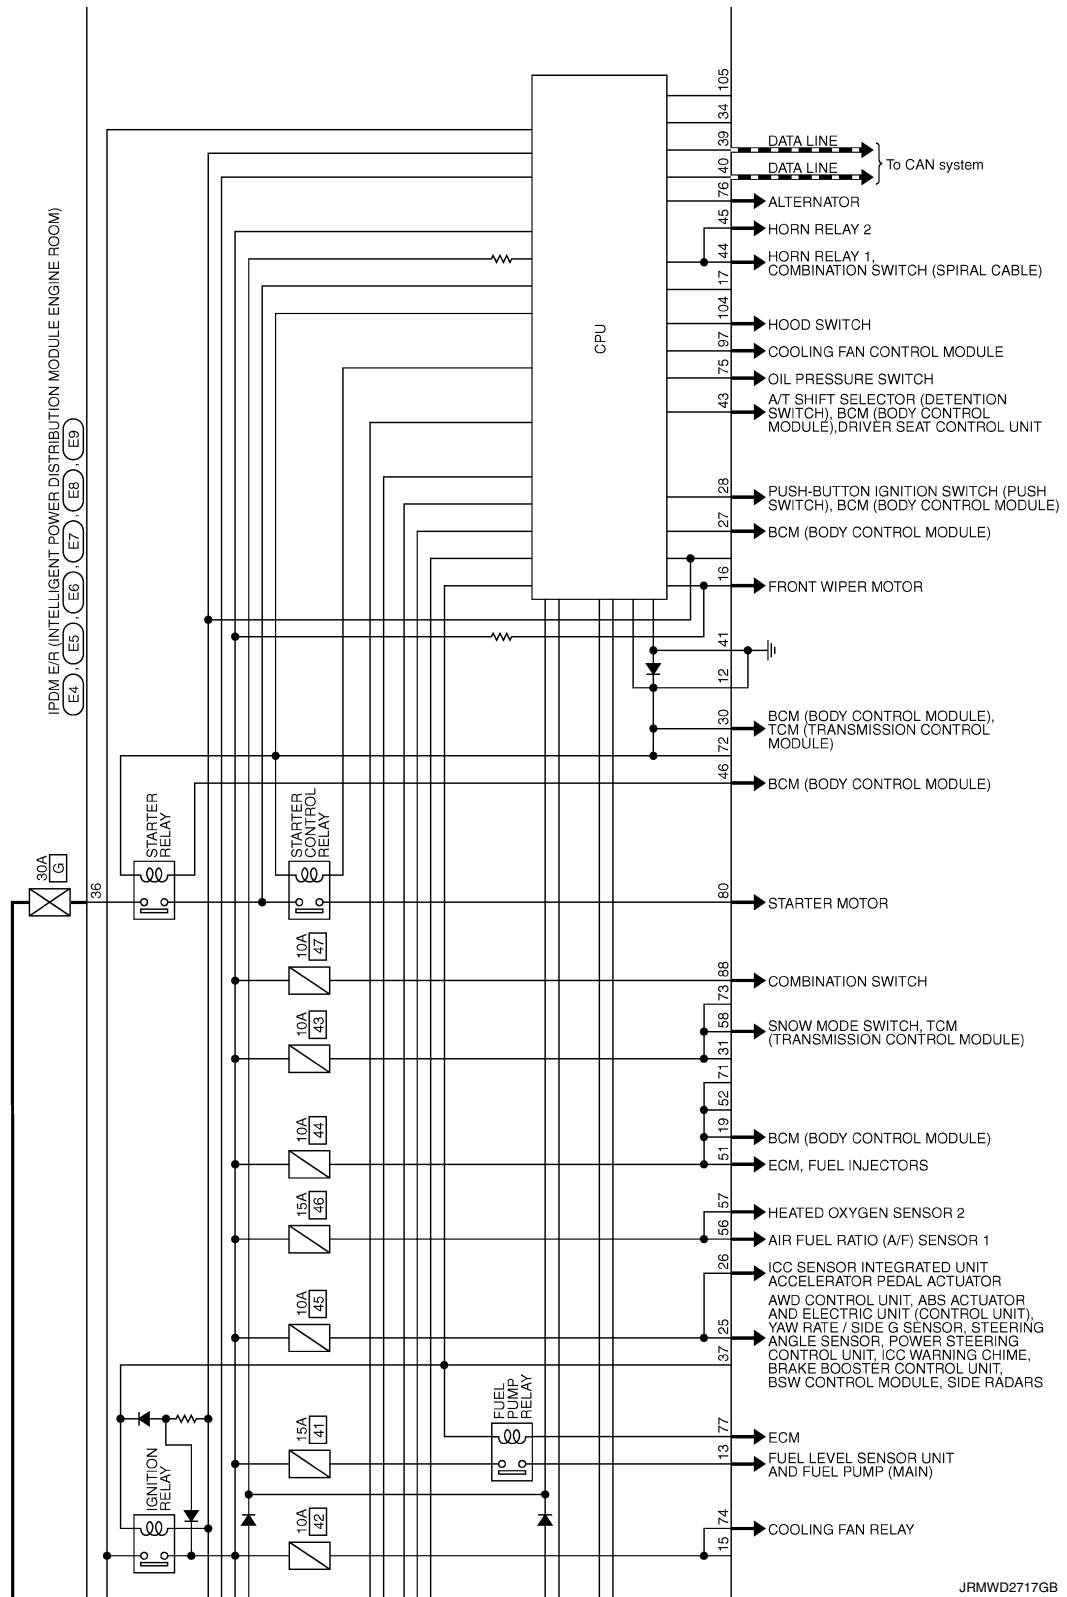 105
34
39
DATA LINE
40
DATA LINE
To CAN system
76
ALTERNATOR
45
HORN RELAY 2
44
HORN RELAY 1,
COMBINATION SWITCH (SPIRAL CABLE)
17
104
HOOD SWITCH
97
COOLING FAN CONTROL MODULE
75
OIL PRESSURE SWITCH
43
A/T SHIFT SELECTOR (DETENTION
SWITCH), BCM (BODY CONTROL
MODULE),DRIVER SEAT CONTROL UNIT
CPU
28
PUSH-BUTTON IGNITION SWITCH (PUSH
SWITCH), BCM (BODY CONTROL MODULE)
27
BCM (BODY CONTROL MODULE)
16
FRONT WIPER MOTOR
IPDM E/R (INTELLIGENT POWER DISTRIBUTION MODULE ENGINE ROOM)
E4 , E5 , E6 , E7 , E8 , E9
41
12
30
BCM (BODY CONTROL MODULE),
TCM (TRANSMISSION CONTROL
MODULE)
72
46
BCM (BODY CONTROL MODULE)
STARTER
RELAY
STARTER
CONTROL
RELAY
30A
G
36
80
STARTER MOTOR
10A
47
88
COMBINATION SWITCH
73
10A
43
58
SNOW MODE SWITCH, TCM
(TRANSMISSION CONTROL MODULE)
31
71
52
10A
44
19
BCM (BODY CONTROL MODULE)
51
ECM, FUEL INJECTORS
15A
46
57
HEATED OXYGEN SENSOR 2
56
AIR FUEL RATIO (A/F) SENSOR 1
26
ICC SENSOR INTEGRATED UNIT
ACCELERATOR PEDAL ACTUATOR
10A
45
25
AWD CONTROL UNIT, ABS ACTUATOR
AND ELECTRIC UNIT (CONTROL UNIT),
YAW RATE / SIDE G SENSOR, STEERING
ANGLE SENSOR, POWER STEERING
CONTROL UNIT, ICC WARNING CHIME,
BRAKE BOOSTER CONTROL UNIT,
BSW CONTROL MODULE, SIDE RADARS
37
FUEL
PUMP
RELAY
15A
41
77
ECM
13
FUEL LEVEL SENSOR UNIT
AND FUEL PUMP (MAIN)
IGNITION
RELAY
10A
42
74
COOLING FAN RELAY
15
JRMWD2717GB